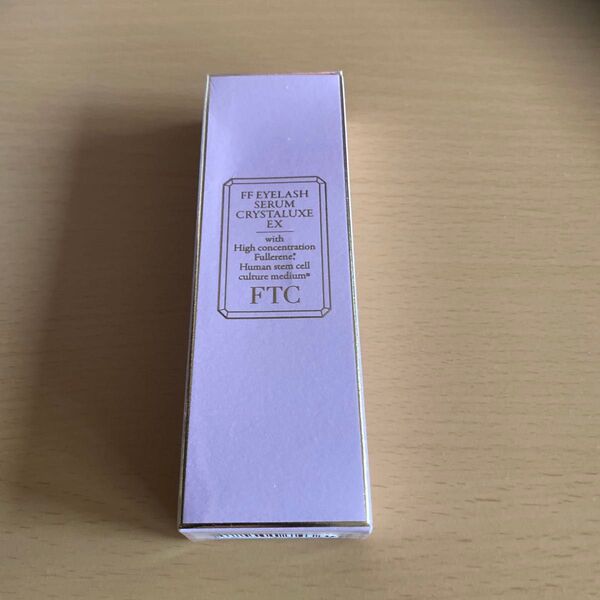 FF EYELASH
SERUM
CRYSTALUXE
EX
with
High concentration
Fullerene,*
Human stem cell
culture medium*
FTC